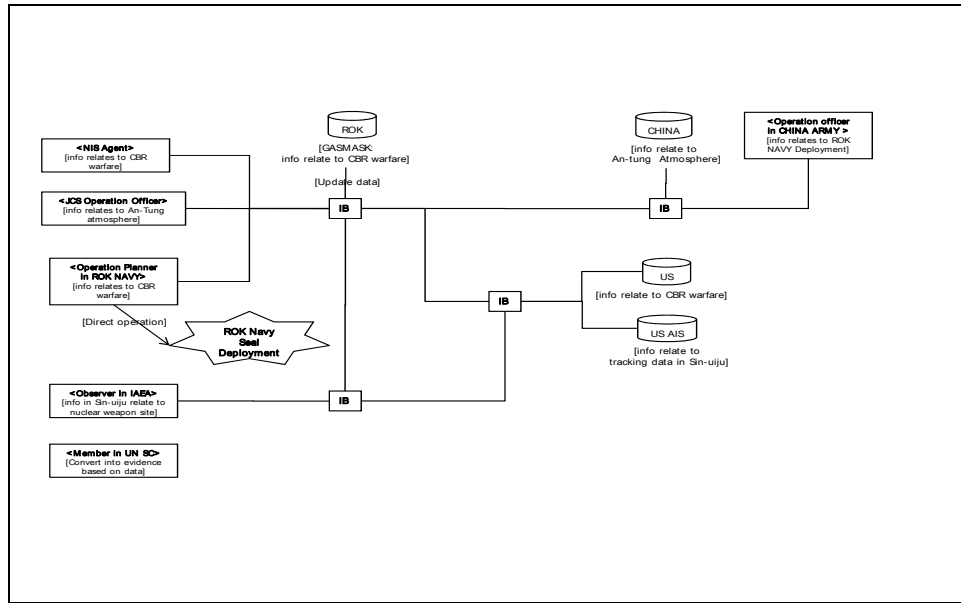 ROK
[GASMASK:
info relate to CBR warfare]
[Update data]
CHINA
[info relate to
An-tung Atmosphere]
<Operation officer
in CHINA ARMY >
[info relates to ROK
NAVY Deployment]
<NIS Agent>
[info relates to CBR
warfare]
<JCS Operation Officer>
[info relates to An-Tung
atmosphere]
IB
IB
<Operation Planner
in ROK NAVY>
[info relates to CBR
warfare]
[Direct operation]
ROK Navy
Seal
Deployment
IB
US
[info relate to CBR warfare]
US AIS
[info relate to
tracking data in Sin-uiju]
<Observer in IAEA>
[info in Sin-uiju relate to
nuclear weapon site]
IB
<Member in UN SC>
[Convert into evidence
based on data]